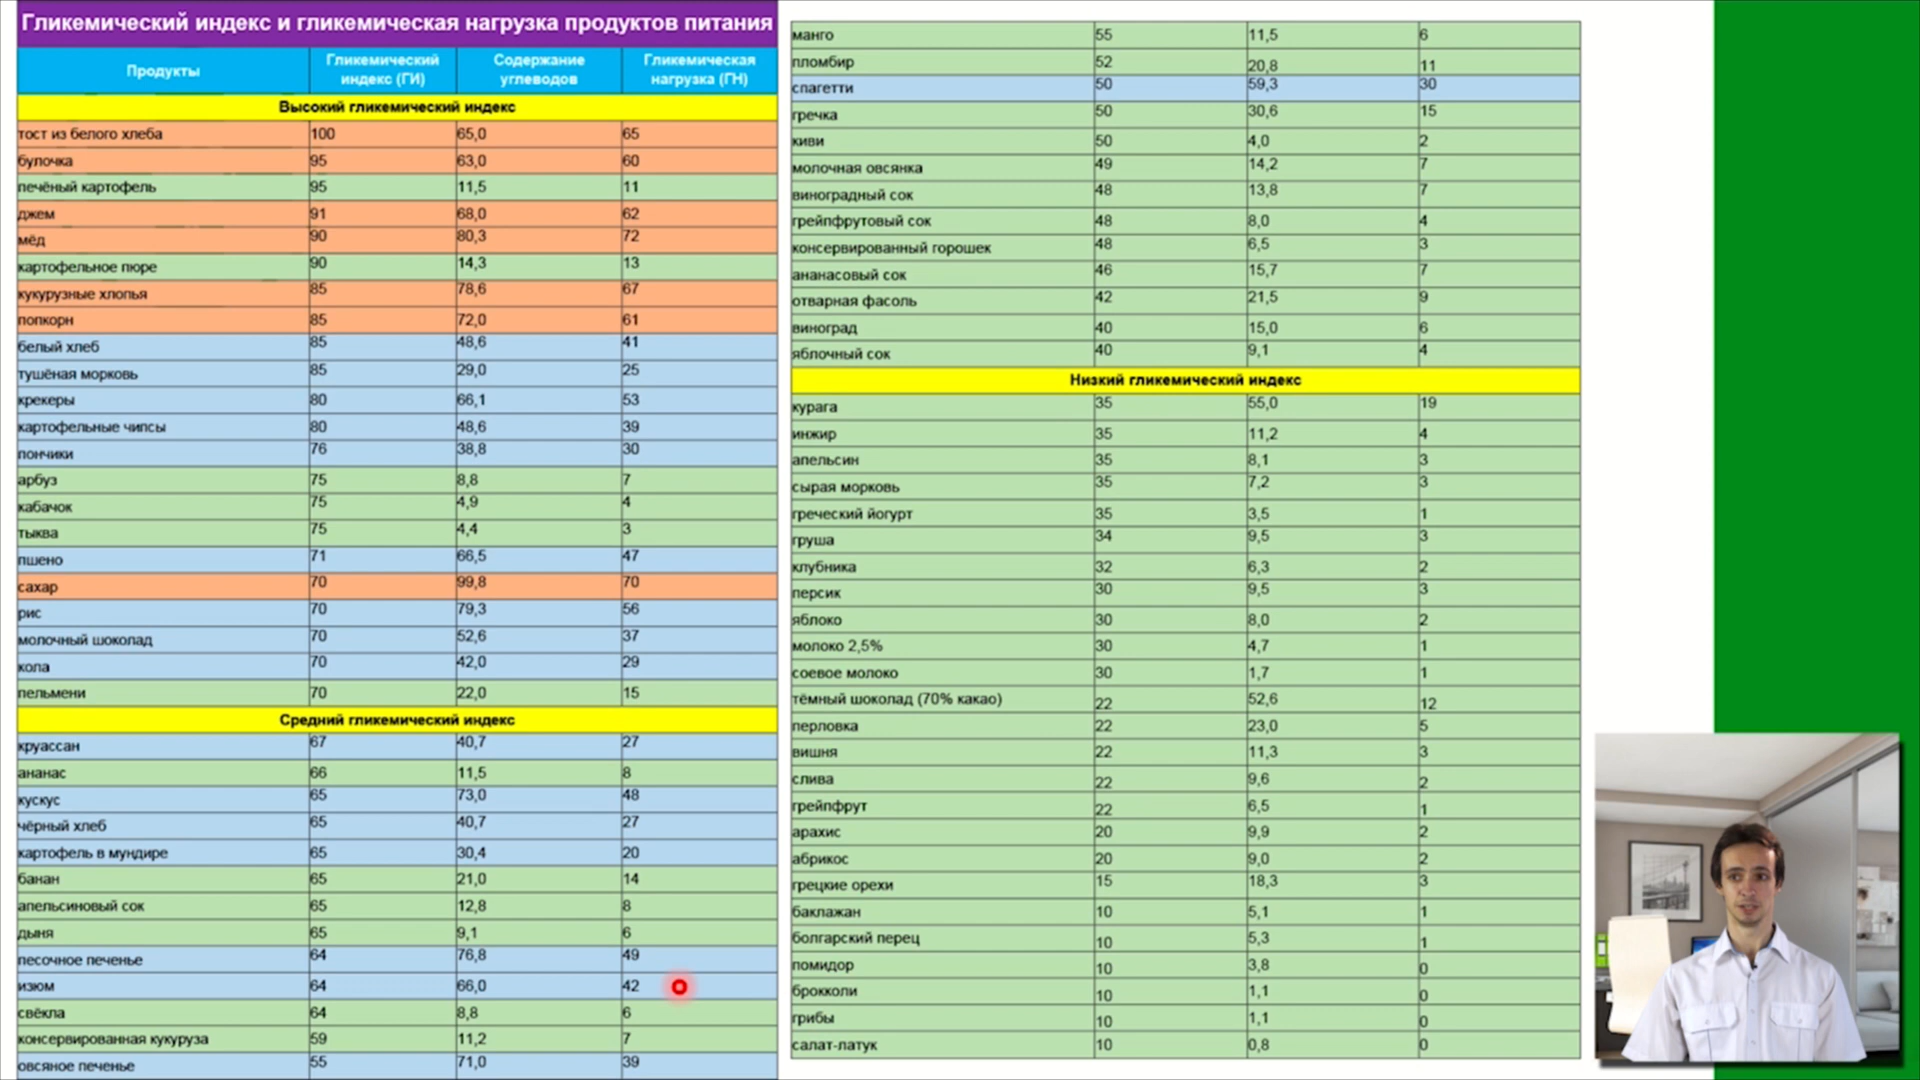 Гликемический индекс и гликемическая нагрузка продуктов питания
Продукты Гликемический индекс (ГИ) Содержание углеводов Гликемическая нагрузка (ГН)
Высокий гликемический индекс
тост из белого хлеба 100 65,0 65
булочка 95 63,0 60
печёный картофель 95 11,5 11
джем 91 68,0 62
мёд 90 80,3 72
картофельное пюре 90 14,3 13
кукурузные хлопья 85 78,6 67
попкорн 85 72,0 61
белый хлеб 85 48,6 41
тушёная морковь 85 29,0 25
крекеры 80 66,1 53
картофельные чипсы 80 48,6 39
пончики 76 38,8 30
арбуз 75 8,8 7
кабачок 75 4,9 4
тыква 75 4,4 3
пшено 71 66,5 47
сахар 70 99,8 70
рис 70 79,3 56
молочный шоколад 70 52,6 37
кола 70 42,0 29
пельмени 70 22,0 15
Средний гликемический индекс
круассан 67 40,7 27
ананас 66 11,5 8
кускус 65 73,0 48
чёрный хлеб 65 40,7 27
картофель в мундире 65 30,4 20
банан 65 21,0 14
апельсиновый сок 65 12,8 8
дыня 65 9,1 6
песочное печенье 64 76,8 49
изюм 64 66,0 42
свёкла 64 8,8 6
консервированная кукуруза 59 11,2 7
овсяное печенье 55 71,0 39
манго 55 11,5 6
пломбир 52 20,8 11
спагетти 50 59,3 30
гречка 50 30,6 15
киви 50 4,0 2
молочная овсянка 49 14,2 7
виноградный сок 48 13,8 7
грейпфрутовый сок 48 8,0 4
консервированный горошек 48 6,5 3
ананасовый сок 46 15,7 7
отварная фасоль 42 21,5 9
виноград 40 15,0 6
яблочный сок 40 9,1 4
Низкий гликемический индекс
курага 35 55,0 19
инжир 35 11,2 4
апельсин 35 8,1 3
сырая морковь 35 7,2 3
греческий йогурт 35 3,5 1
груша 34 9,5 3
клубника 32 6,3 2
персик 30 9,5 3
яблоко 30 8,0 2
молоко 2,5% 30 4,7 1
соевое молоко 30 1,7 1
тёмный шоколад (70% какао) 22 52,6 12
перловка 22 23,0 5
вишня 22 11,3 3
слива 22 9,6 2
грейпфрут 22 6,5 1
арахис 20 9,9 2
абрикос 20 9,0 2
грецкие орехи 15 18,3 3
баклажан 10 5,1 1
болгарский перец 10 5,3 1
помидор 10 3,8 0
брокколи 10 1,1 0
грибы 10 1,1 0
салат-латук 10 0,8 0